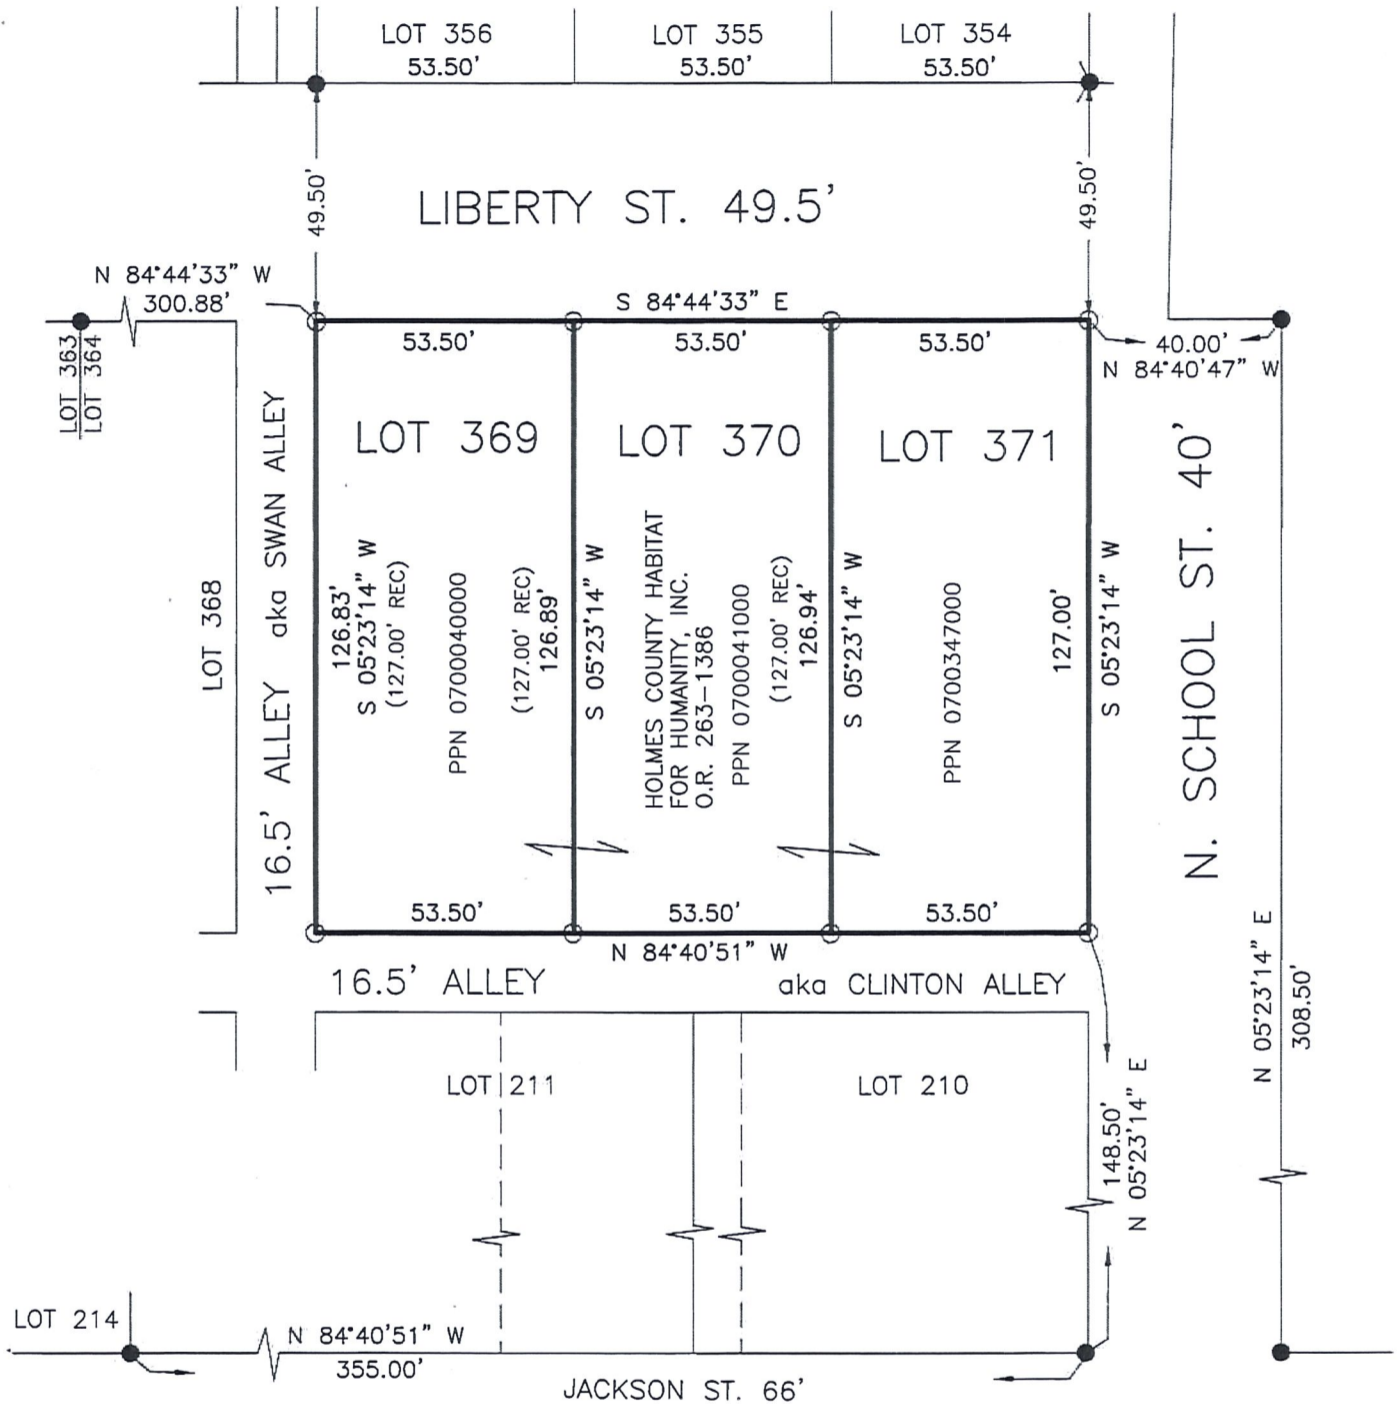 LOT 356
53.50'
LOT 355
53.50'
LOT 354
53.50'
49.50'
LIBERTY ST. 49.5'
49.50'
N 84°44'33" W
300.88'
S 84°44'33" E
53.50'
53.50'
53.50'
40.00'
N 84°40'47" W
LOT 363
LOT 364
LOT 369
LOT 370
LOT 371
LOT 368
16.5' ALLEY aka SWAN ALLEY
126.83'
S 05°23'14" W
(127.00' REC)
PPN 0700040000
(127.00' REC)
126.89'
S 05°23'14" W
HOLMES COUNTY HABITAT
FOR HUMANITY, INC.
O.R. 263-1386
PPN 0700041000
(127.00' REC)
126.94'
S 05°23'14" W
PPN 0700347000
127.00'
S 05°23'14" W
N. SCHOOL ST. 40'
53.50'
53.50'
53.50'
N 84°40'51" W
16.5' ALLEY aka CLINTON ALLEY
N 05°23'14" E
308.50'
LOT 211
LOT 210
148.50'
N 05°23'14" E
LOT 214
N 84°40'51" W
355.00'
JACKSON ST. 66'